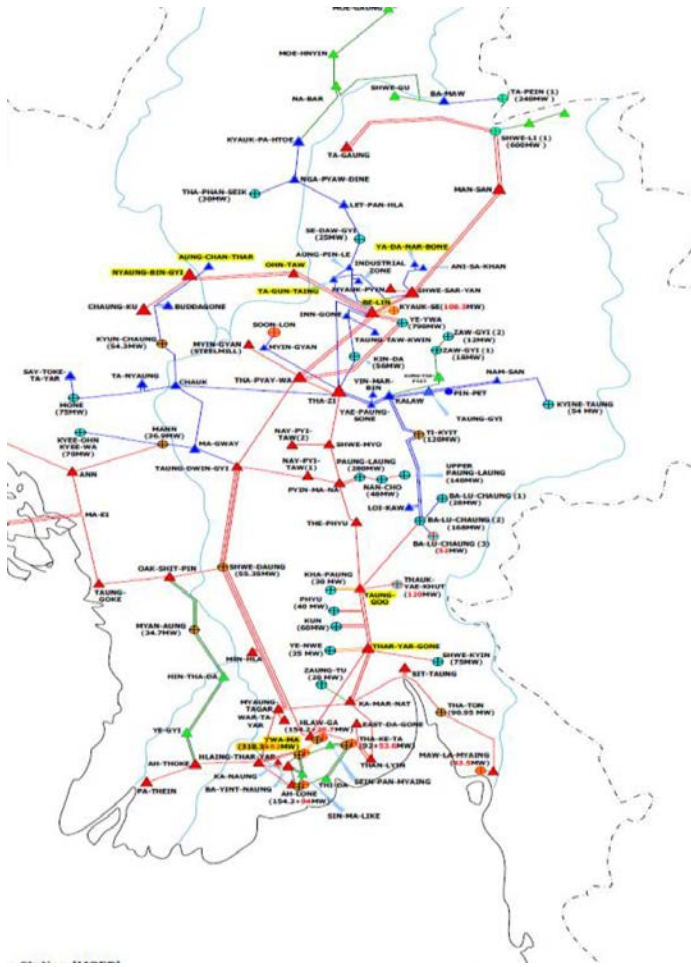 MOE-GAUNG
MOE-HNYIN
NA-BAR
SHWE-GU
BA-MAW
TA-PEIN (1)
(240MW)
KYAUK-PA-HTOE
TA-GAUNG
SHWE-LI (1)
(600MW)
NGA-PYAW-DINE
MAN-SAN
THA-PHAN-SEIK
(30MW)
LET-PAN-HLA
SE-DAW-GYI
(25MW)
AUNG-CHAN-THAR
NYAUNG-BIN-GYI
OHN-TAW
AUNG-PIN-LE
INDUSTRIAL
ZONE
YA-DA-NAR-BONE
ANI-SA-KHAN
TA-GUN-TAING
SHWE-SAR-YAN
CHAUNG-KU
BUDDAGONE
BE-LIN
KYAUK-SE(
MW)
INN-GONE
YE-YWA
(790MW)
SOON-LON
TAUNG-TAW-KWIN
ZAW-GYI (2)
(12MW)
KYUN-CHAUNG
(54.3MW)
MYIN-GYAN
(STEELMILL)
MYIN-GYAN
KIN-DA
(56MW)
ZAW-GYI (1)
(18MW)
SAY-TOKE-
TA-YAR
TA-NYAUNG
CHAUK
THA-PYAY-WA
THA-ZI
YIN-MAR-
BIN
KALAW
PIN-PET
NAM-SAN
MONE
(75MW)
YAE-PAUNG-
SONE
TAUNG-GYI
KYINE-TAUNG
(54 MW)
KYEE-OHN
KYEE-WA
(70MW)
MANN
(36.9MW)
MA-GWAY
NAY-PYI-
TAW(2)
SHWE-MYO
TI-KYIT
(120MW)
ANN
TAUNG-DWIN-GYI
NAY-PYI-
TAW(1)
PAUNG-LAUNG
(280MW)
PYIN-MA-NA
NAN-CHO
(40MW)
UPPER
PAUNG-LAUNG
(140MW)
BA-LU-CHAUNG (1)
(28MW)
LOI-KAW
MA-EI
THE-PHYU
BA-LU-CHAUNG (2)
(168MW)
BA-LU-CHAUNG (3)
(52MW)
OAK-SHIT-PIN
SHWE-DAUNG
(55.35MW)
TAUNG-
GOKE
KHA-PAUNG
(30 MW)
TAUNG-
GOO
THAUK-
YAE-KHUT
(120MW)
PHYU
(40 MW)
MYAN-AUNG
(34.7MW)
KUN
(60MW)
MIN-HLA
YE-NWE
(25 MW)
THAR-YAR-GONE
SHWE-KYIN
(75MW)
HIN-THA-DA
ZAUNG-TU
(20 MW)
SIT-TAUNG
MYAUNG-
TAGAR
WAR-TA-
YAR
KA-MAR-NAT
THA-TON
(90.95 MW)
YE-GYI
HLAW-GA
EAST-DA-GONE
TWA-MA
THA-KE-TA
AH-THOKE
HLAING-THAR-YAR
MAW-LA-MYAING
THAN-LYIN
PA-THEIN
KA-NAUNG
BA-YINT-NAUNG
THI-DA
SEIN-PAN-MYAING
AH-LONE
SIN-MA-LIKE